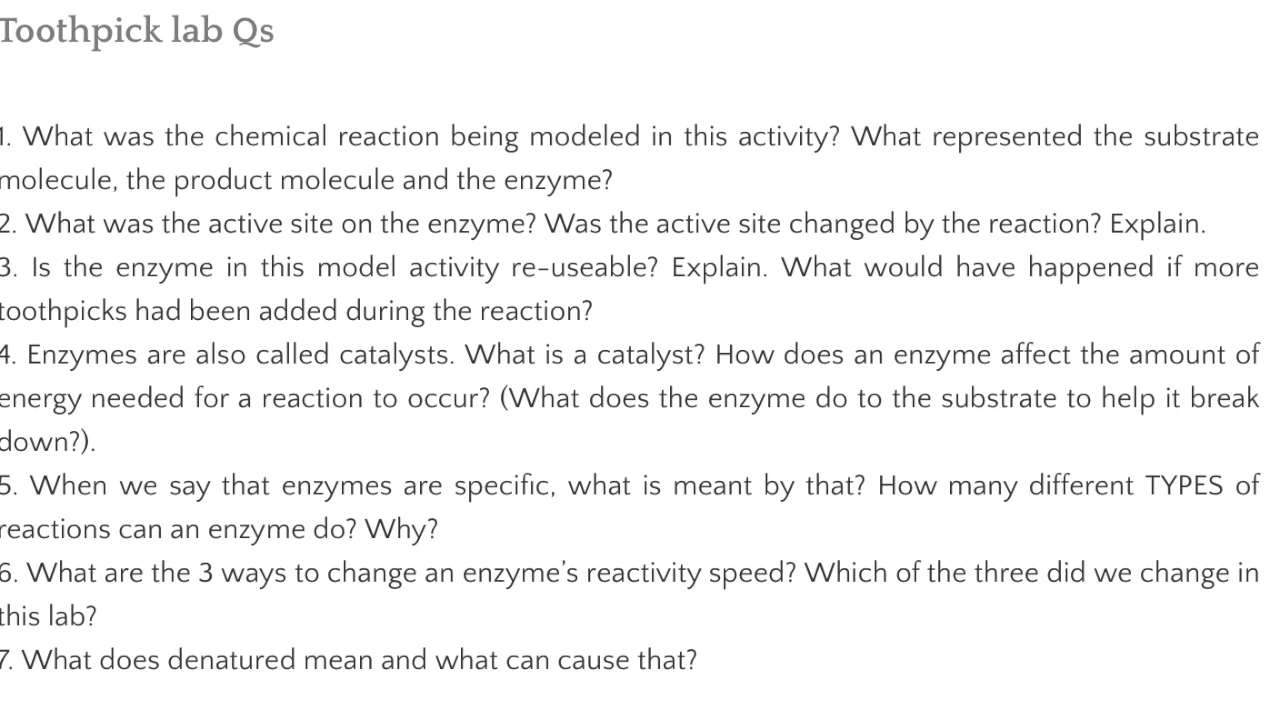 Toothpick lab Qs
1. What was the chemical reaction being modeled in this activity? What represented the substrate
molecule, the product molecule and the enzyme?
2. What was the active site on the enzyme? Was the active site changed by the reaction? Explain.
3. Is the enzyme in this model activity re-useable? Explain. What would have happened if more
toothpicks had been added during the reaction?
4. Enzymes are also called catalysts. What is a catalyst? How does an enzyme affect the amount of
energy needed for a reaction to occur? (What does the enzyme do to the substrate to help it break
down?).
5. When we say that enzymes are specific, what is meant by that? How many different TYPES of
reactions can an enzyme do? Why?
6. What are the 3 ways to change an enzyme’s reactivity speed? Which of the three did we change in
this lab?
7. What does denatured mean and what can cause that?